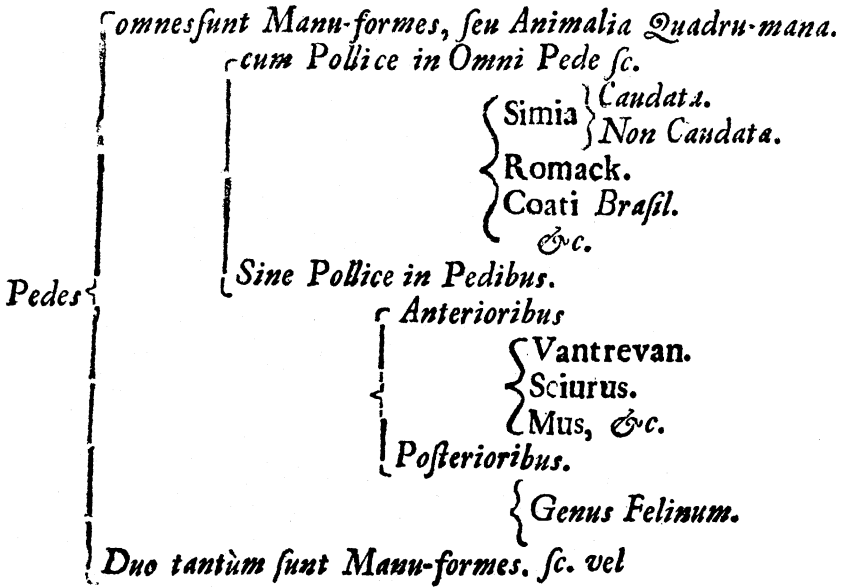 omnes ſunt Manu-formes, ſeu Animalia Quadru-mana.
cum Pollice in Omni Pede ſc.
Simia
Caudata.
Non Caudata.
Romack.
Coati Braſil.
&c.
Sine Pollice in Pedibus.
Pedes
Anterioribus
Vantrevan.
Sciurus.
Mus, &c.
Poſterioribus.
Genus Felinum.
Duo tantùm ſunt Manu-formes. ſc. vel